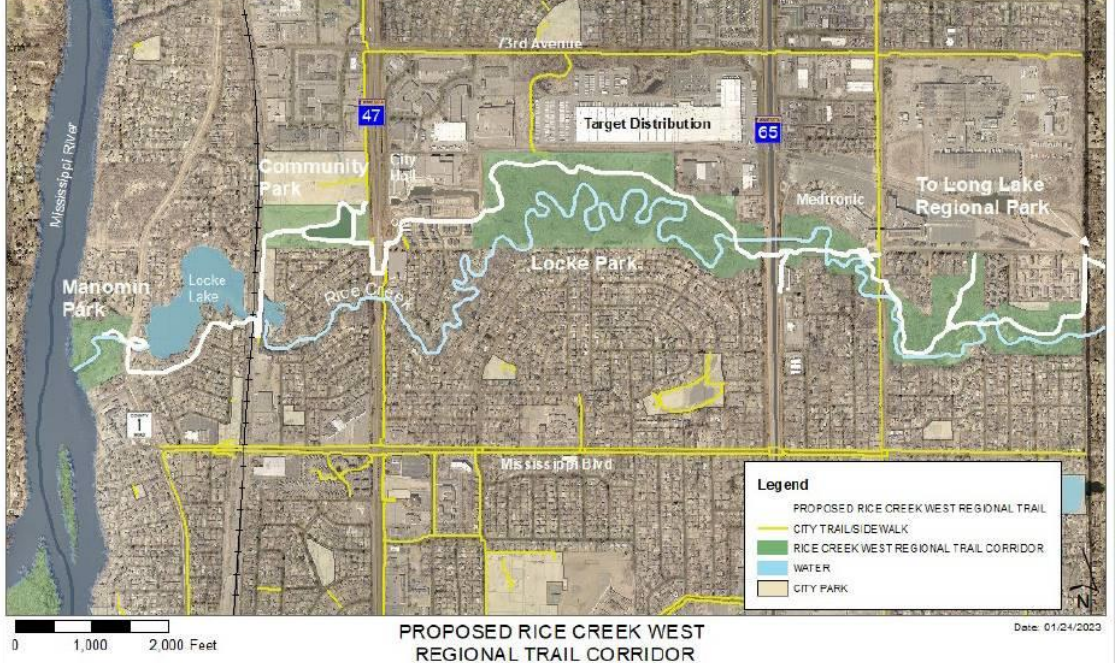 73rd Avenue
47
Target Distribution
65
Community
Park
City
Hall
Mississippi River
Medtronic
To Long Lake
Regional Park
Locke Park
Manomin
Park
Locke
Lake
Rice Creek
COUNTY
1
Mississippi Blvd
Legend
PROPOSED RICE CREEK WEST REGIONAL TRAIL
CITY TRAIL/SIDEWALK
RICE CREEK WEST REGIONAL TRAIL CORRIDOR
WATER
CITY PARK
N
0 1,000 2,000 Feet
PROPOSED RICE CREEK WEST
REGIONAL TRAIL CORRIDOR
Date: 01/24/2023